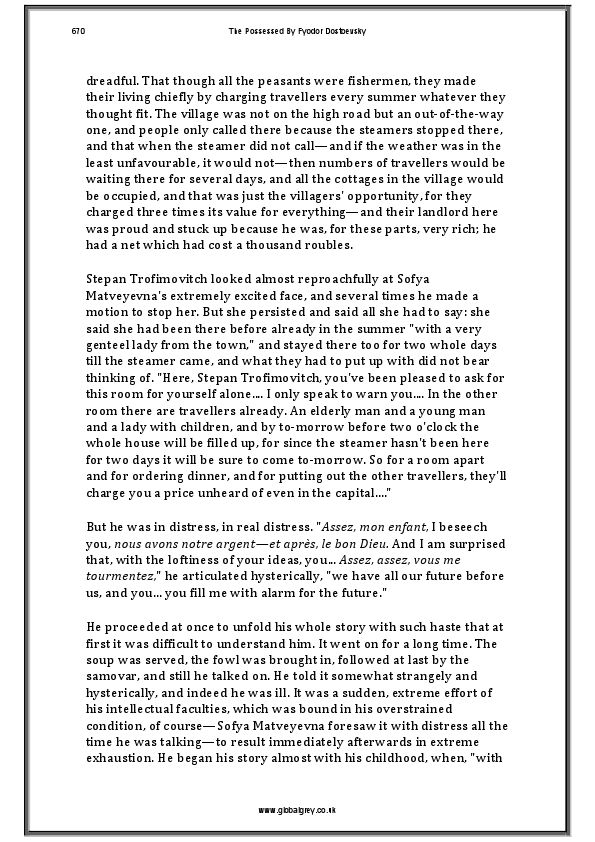 670
The Possessed By Fyodor Dostoevsky
dreadful. That though all the peasants were fishermen, they made
their living chiefly by charging travellers every summer whatever they
thought fit. The village was not on the high road but an out-of-the-way
one, and people only called there because the steamers stopped there,
and that when the steamer did not call—and if the weather was in the
least unfavourable, it would not—then numbers of travellers would be
waiting there for several days, and all the cottages in the village would
be occupied, and that was just the villagers' opportunity, for they
charged three times its value for everything—and their landlord here
was proud and stuck up because he was, for these parts, very rich; he
had a net which had cost a thousand roubles.
Stepan Trofimovitch looked almost reproachfully at Sofya
Matveyevna's extremely excited face, and several times he made a
motion to stop her. But she persisted and said all she had to say: she
said she had been there before already in the summer "with a very
genteel lady from the town," and stayed there too for two whole days
till the steamer came, and what they had to put up with did not bear
thinking of. "Here, Stepan Trofimovitch, you've been pleased to ask for
this room for yourself alone.... I only speak to warn you.... In the other
room there are travellers already. An elderly man and a young man
and a lady with children, and by to-morrow before two o'clock the
whole house will be filled up, for since the steamer hasn't been here
for two days it will be sure to come to-morrow. So for a room apart
and for ordering dinner, and for putting out the other travellers, they'll
charge you a price unheard of even in the capital...."
But he was in distress, in real distress. "Assez, mon enfant, I beseech
you, nous avons notre argent—et après, le bon Dieu. And I am surprised
that, with the loftiness of your ideas, you... Assez, assez, vous me
tourmentez," he articulated hysterically, "we have all our future before
us, and you... you fill me with alarm for the future."
He proceeded at once to unfold his whole story with such haste that at
first it was difficult to understand him. It went on for a long time. The
soup was served, the fowl was brought in, followed at last by the
samovar, and still he talked on. He told it somewhat strangely and
hysterically, and indeed he was ill. It was a sudden, extreme effort of
his intellectual faculties, which was bound in his overstrained
condition, of course—Sofya Matveyevna foresaw it with distress all the
time he was talking—to result immediately afterwards in extreme
exhaustion. He began his story almost with his childhood, when, "with
www.globalgrey.co.uk